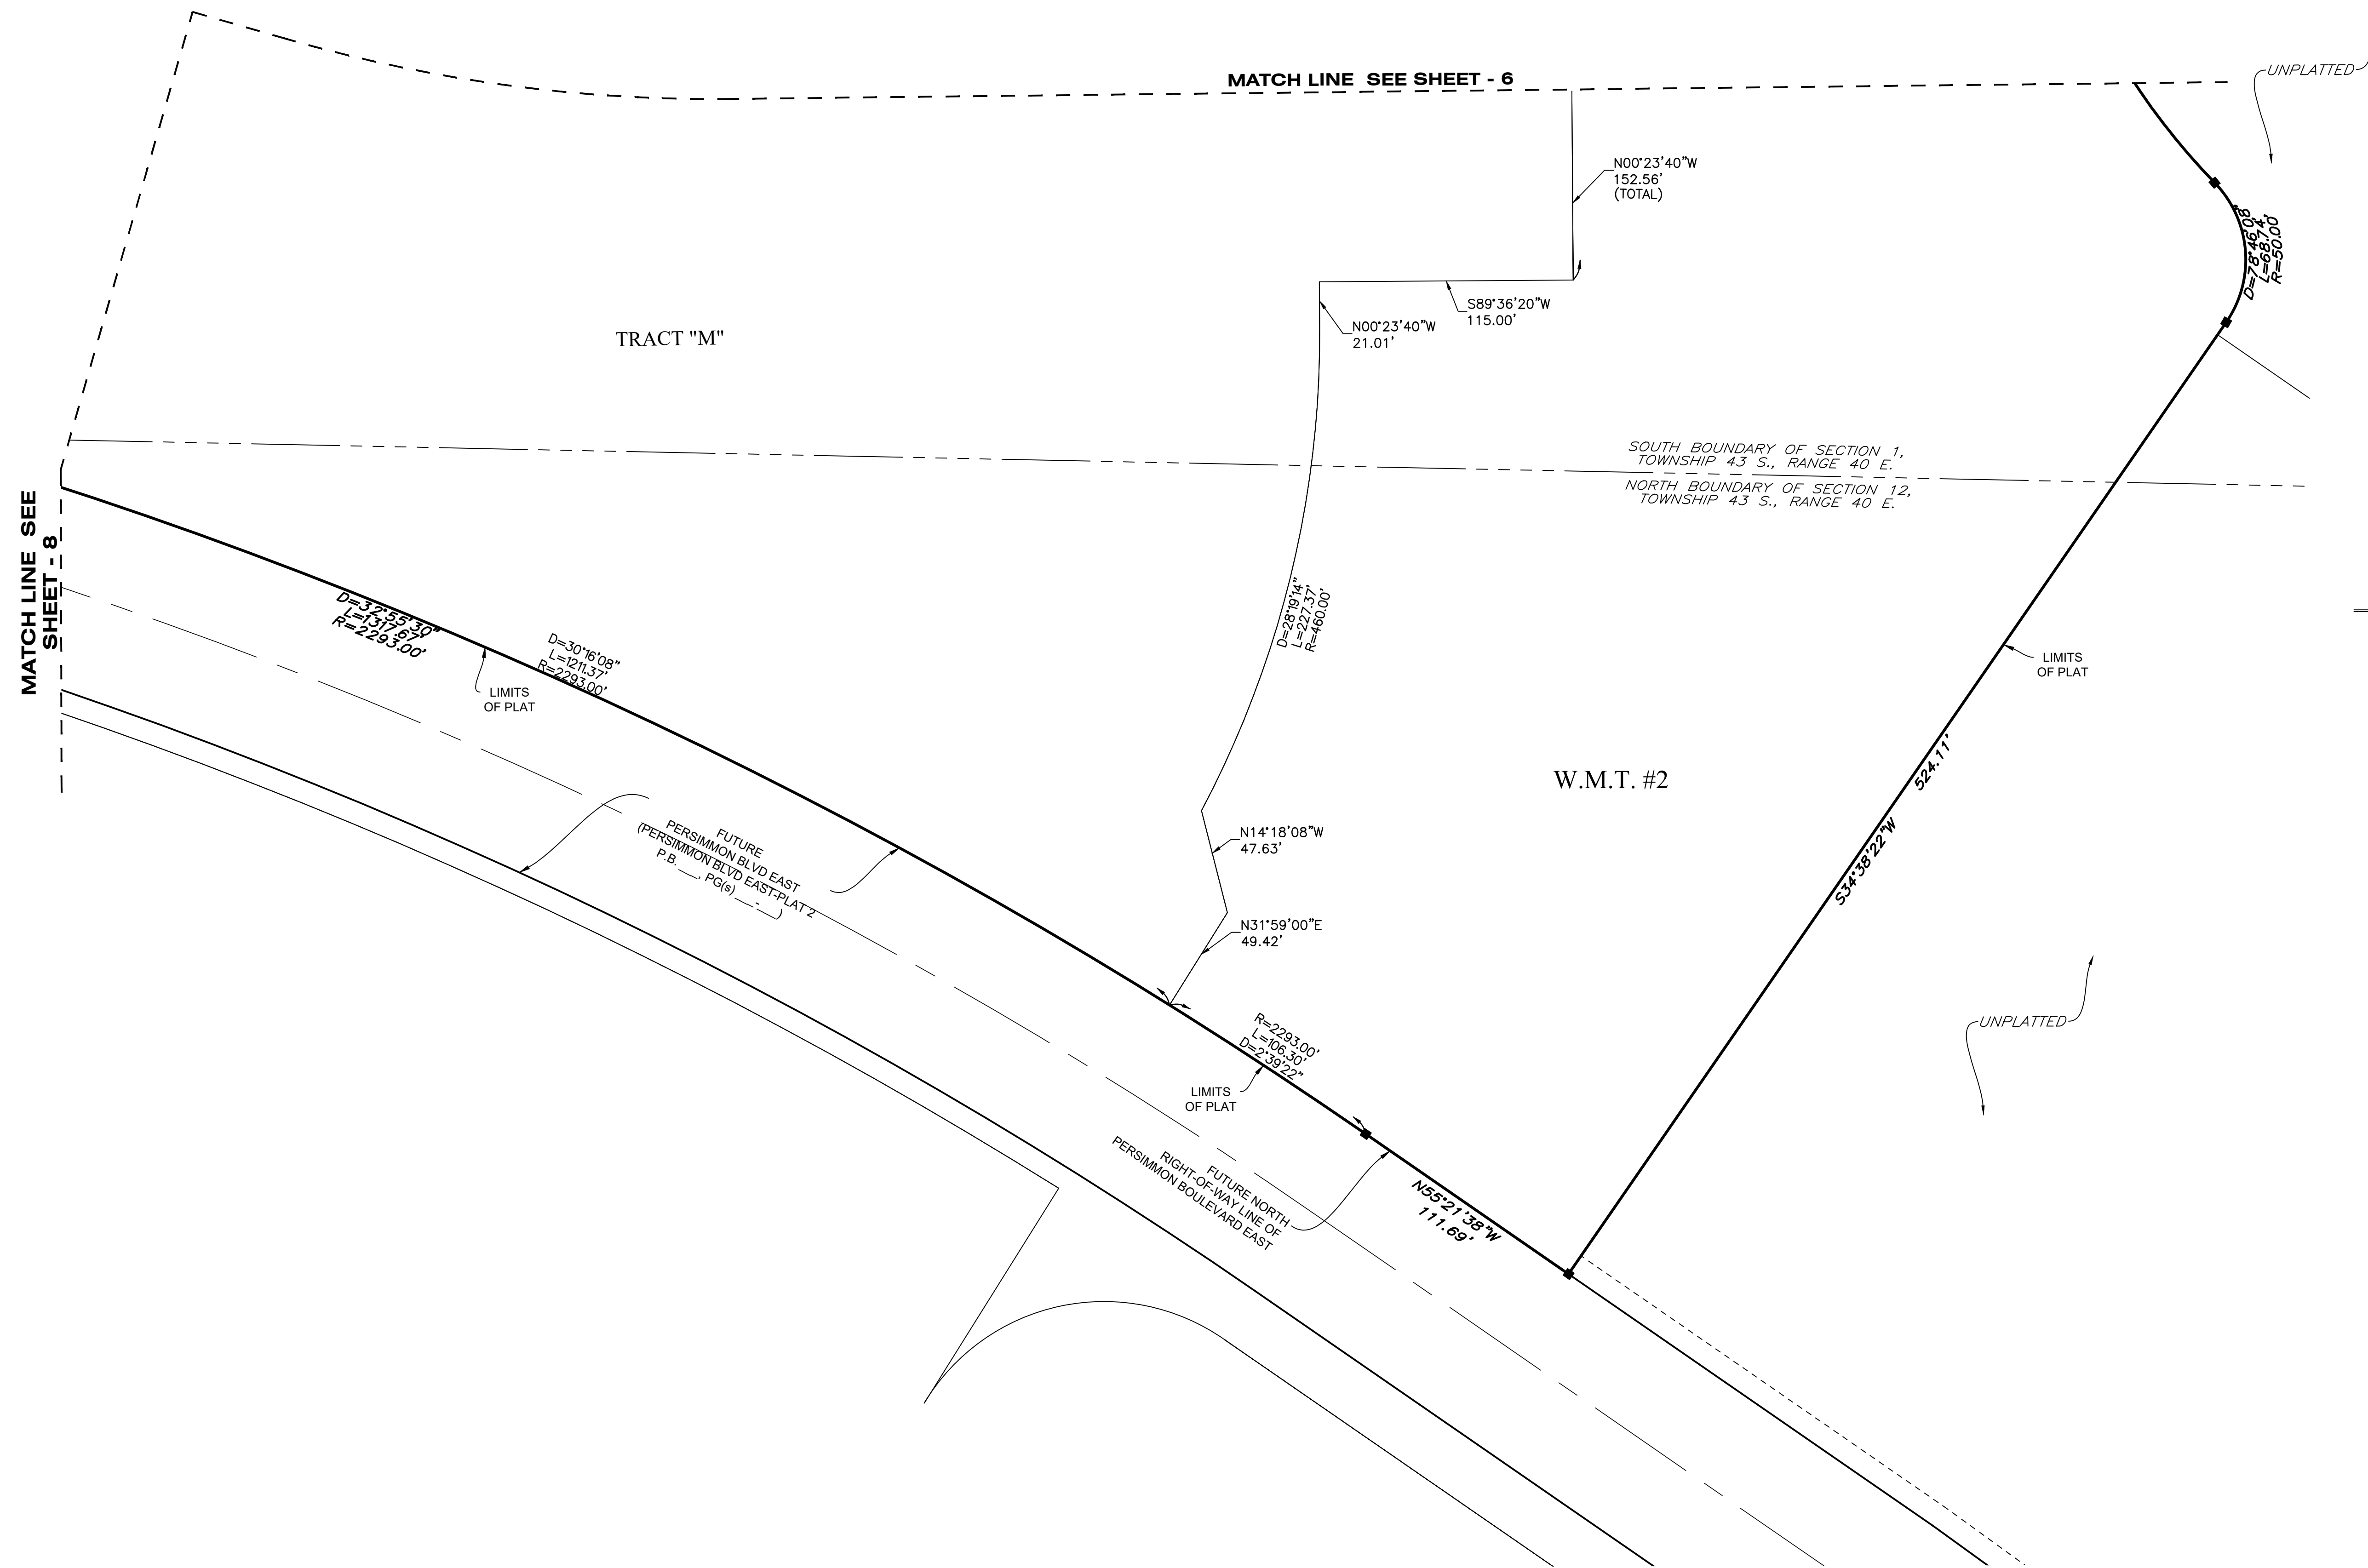 MATCH LINE  SEE SHEET - 6
UNPLATTED
N00°23'40"W
152.56'
(TOTAL)
D=78°46'08"
L=68.74'
R=50.00'
S89°36'20"W
115.00'
N00°23'40"W
21.01'
TRACT "M"
SOUTH BOUNDARY OF SECTION 1,
TOWNSHIP 43 S., RANGE 40 E.
NORTH BOUNDARY OF SECTION 12,
TOWNSHIP 43 S., RANGE 40 E.
MATCH LINE  SEE
SHEET - 8
D=32°55'30"
L=1317.67'
R=2293.00'
D=30°16'08"
L=1211.37'
R=2293.00'
LIMITS
OF PLAT
D=28°19'14"
L=227.37'
R=460.00'
LIMITS
OF PLAT
524.11'
S34°38'22"W
W.M.T. #2
FUTURE
PERSIMMON BLVD EAST
(PERSIMMON BLVD EAST-PLAT 2
P.B. ___, PG(s) ___-___)
N14°18'08"W
47.63'
N31°59'00"E
49.42'
R=2293.00'
L=106.30'
D=2°39'22"
LIMITS
OF PLAT
UNPLATTED
FUTURE NORTH
RIGHT-OF-WAY LINE OF
PERSIMMON BOULEVARD EAST
N55°21'38"W
111.69'